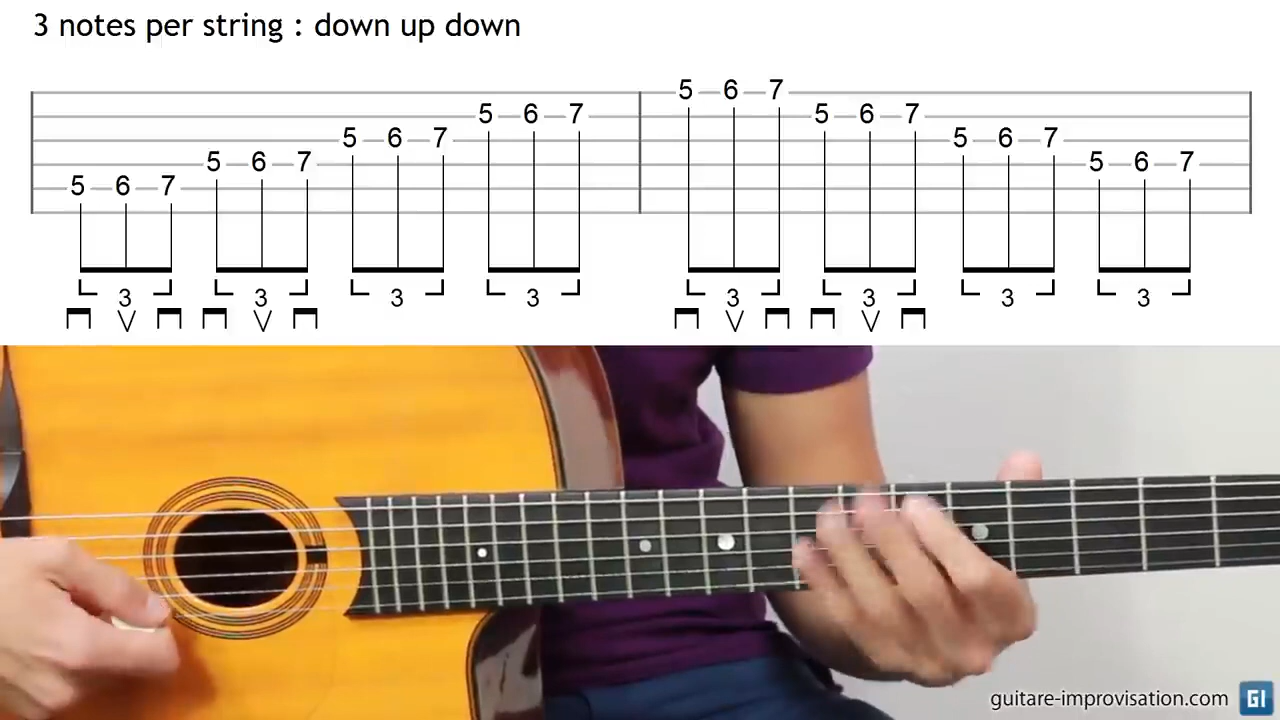 3 notes per string : down up down
5 6 7
5 6 7 5 6 7
5 6 7 5 6 7
5 6 7 5 6 7
5 6 7
3 3 3 3 3 3 3 3
guitare-improvisation.com GI